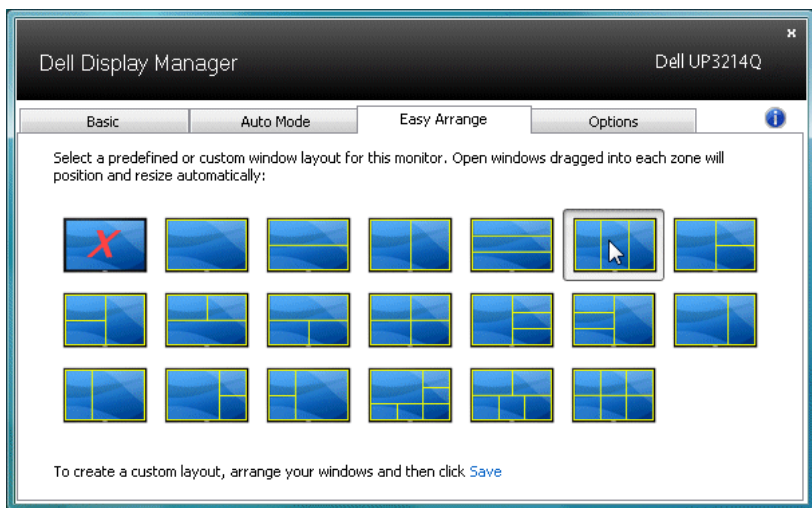 x
Dell Display Manager
Dell UP3214Q
Basic
Auto Mode
Easy Arrange
Options
i
Select a predefined or custom window layout for this monitor. Open windows dragged into each zone will
position and resize automatically:
X
To create a custom layout, arrange your windows and then click Save